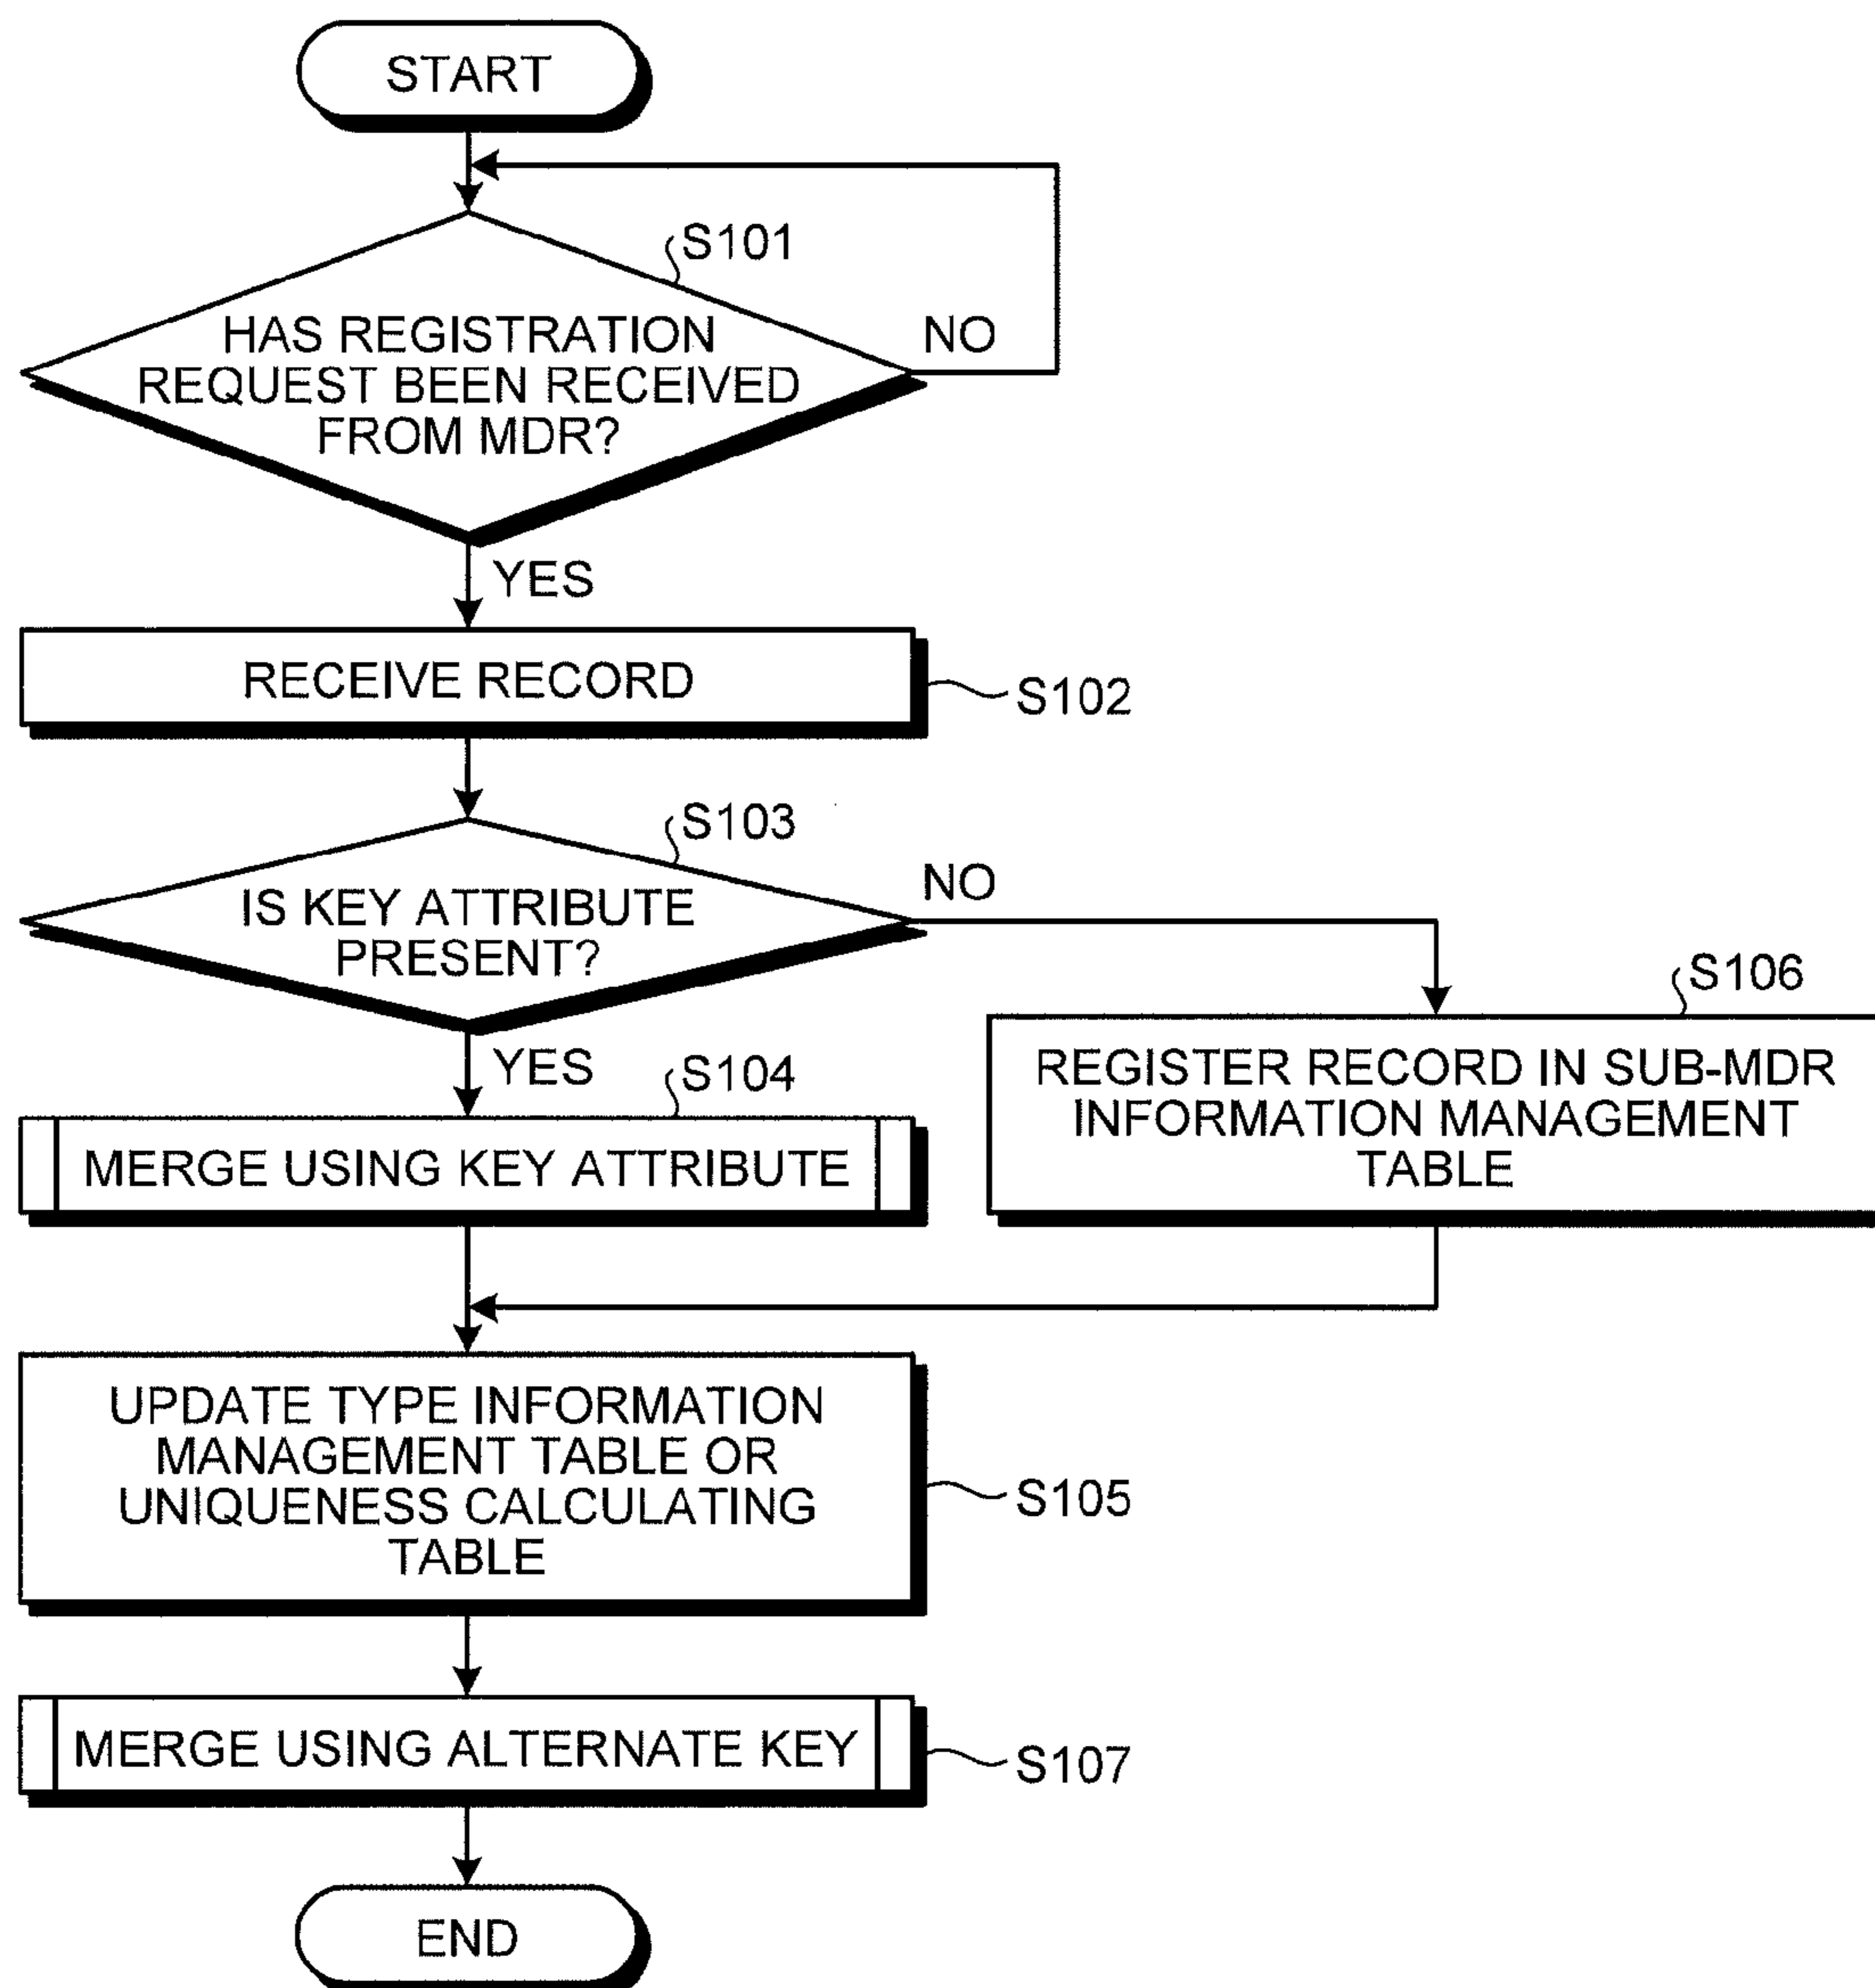 START
S101
HAS REGISTRATION
REQUEST BEEN RECEIVED
FROM MDR?
NO
YES
RECEIVE RECORD
S102
S103
IS KEY ATTRIBUTE
PRESENT?
NO
YES
S104
MERGE USING KEY ATTRIBUTE
S106
REGISTER RECORD IN SUB-MDR
INFORMATION MANAGEMENT
TABLE
UPDATE TYPE INFORMATION
MANAGEMENT TABLE OR
UNIQUENESS CALCULATING
TABLE
S105
MERGE USING ALTERNATE KEY
S107
END